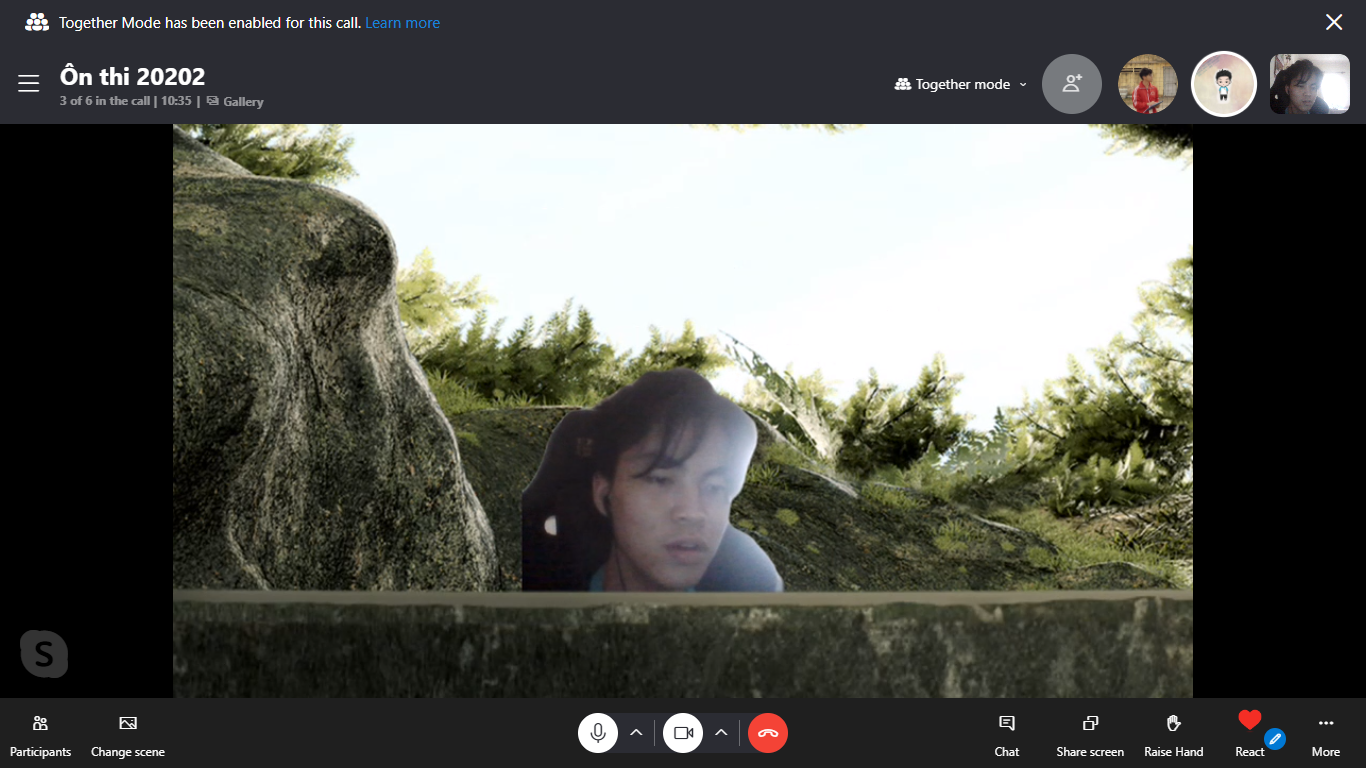 Together Mode has been enabled for this call. Learn more
Ôn thi 20202
3 of 6 in the call | 10:35 | Gallery
Together mode
S
Participants
Change scene
Chat
Share screen
Raise Hand
React
More